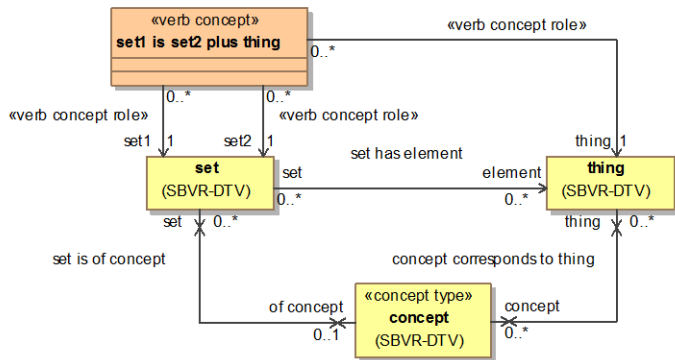 «verb concept»
set1 is set2 plus thing
«verb concept role»
0..*
0..*
0..*
«verb concept role»
«verb concept role»
set1
1
set2
1
thing
1
set
(SBVR-DTV)
set has element
set
0..*
element
0..*
thing
(SBVR-DTV)
set
0..*
thing
0..*
set is of concept
concept corresponds to thing
of concept
0..1
«concept type»
concept
(SBVR-DTV)
concept
0..*